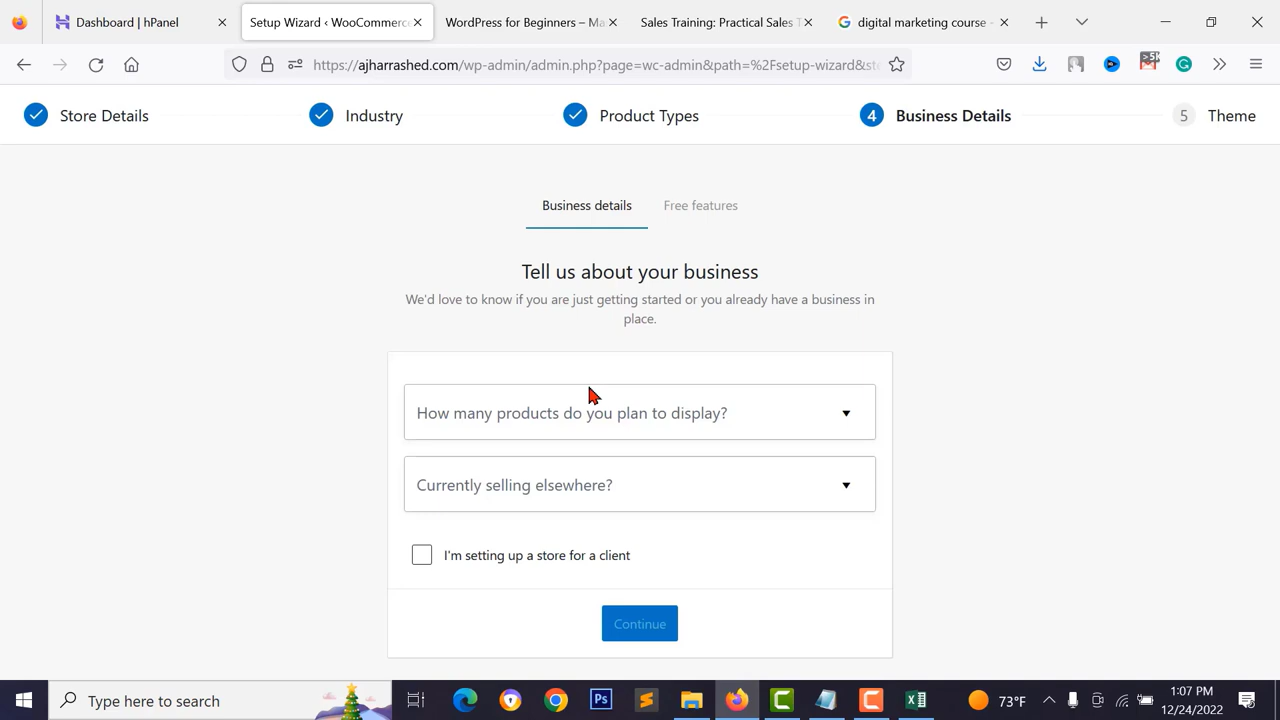 Dashboard | hPanel
Setup Wizard ‹ WooCommerce
WordPress for Beginners – Ma
Sales Training: Practical Sales T
digital marketing course -
https://ajharrashed.com/wp-admin/admin.php?page=wc-admin&path=%2Fsetup-wizard&st
>5K
Store Details
Industry
Product Types
4 Business Details
5 Theme
Business details
Free features
Tell us about your business
We'd love to know if you are just getting started or you already have a business in
place.
How many products do you plan to display?
Currently selling elsewhere?
I'm setting up a store for a client
Continue
Type here to search
Ps
73°F
1:07 PM
12/24/2022